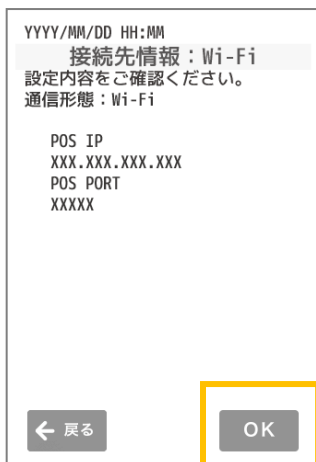 YYYY/MM/DD HH:MM
接続先情報：Wi-Fi
設定内容をご確認ください。
通信形態：Wi-Fi
POS IP
XXX.XXX.XXX.XXX
POS PORT
XXXXX
戻る
OK